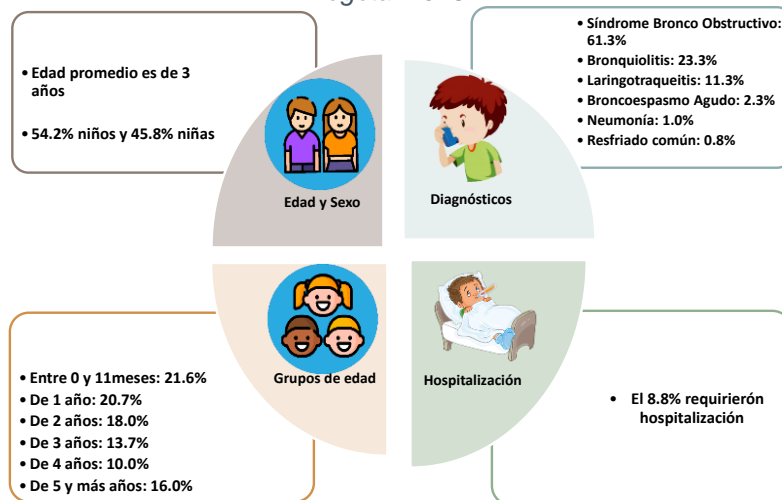 • Edad promedio es de 3
años
• 54.2% niños y 45.8% niñas
Edad y Sexo
• Síndrome Bronco Obstructivo:
61.3%
• Bronquiolitis: 23.3%
• Laringotraqueitis: 11.3%
• Broncoespasmo Agudo: 2.3%
• Neumonía: 1.0%
• Resfriado común: 0.8%
Diagnósticos
• Entre 0 y 11meses: 21.6%
• De 1 año: 20.7%
• De 2 años: 18.0%
• De 3 años: 13.7%
• De 4 años: 10.0%
• De 5 y más años: 16.0%
Grupos de edad
Hospitalización
• El 8.8% requirierón
hospitalización